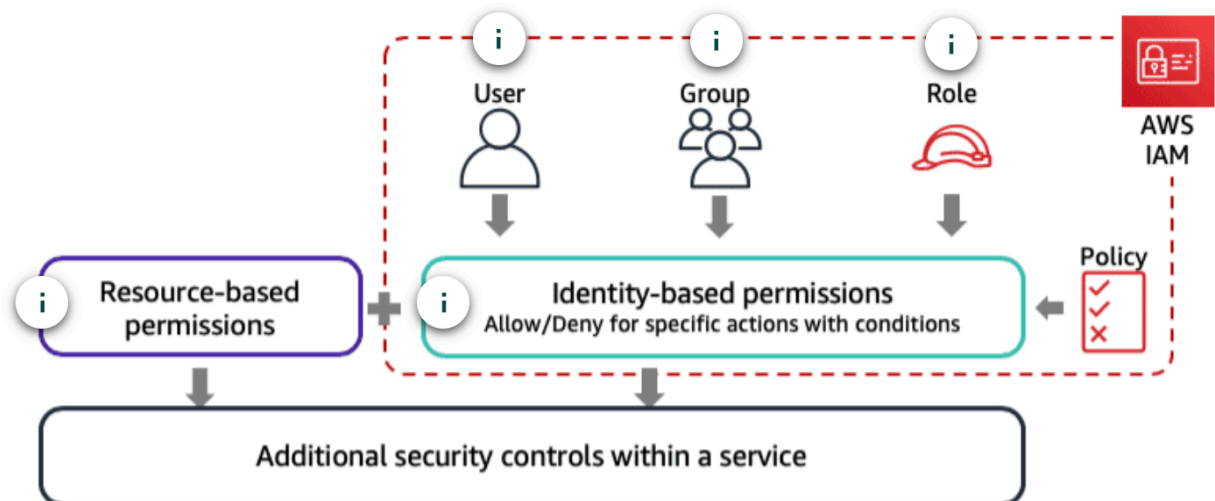 i
i
i
User
Group
Role
AWS
IAM
Policy
i
Resource-based
permissions
i
Identity-based permissions
Allow/Deny for specific actions with conditions
Additional security controls within a service